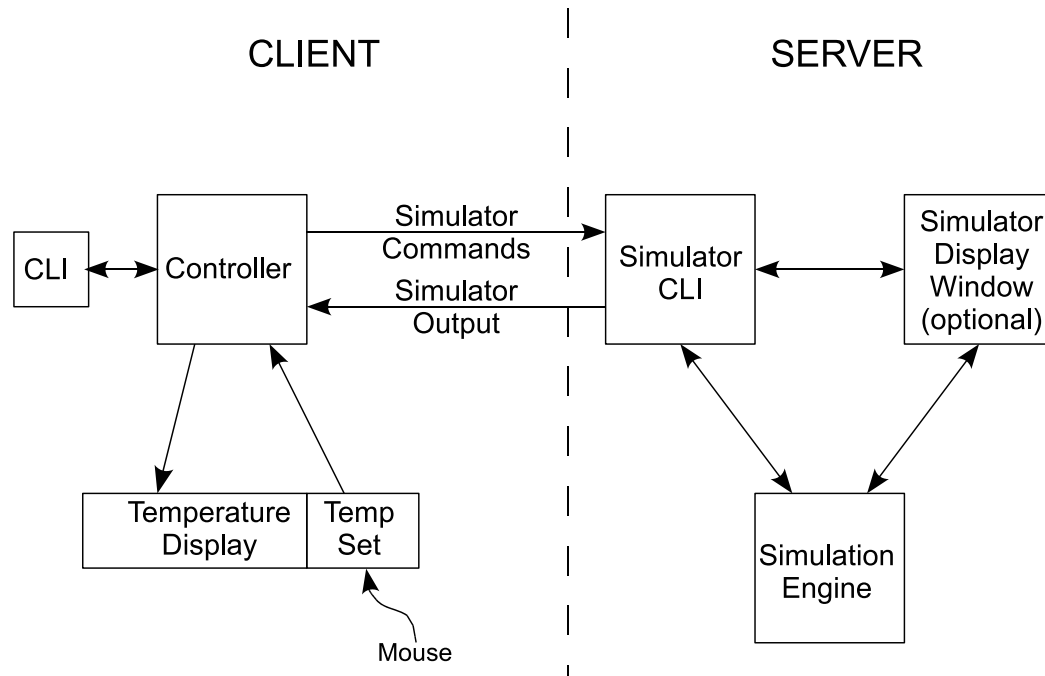 CLIENT
SERVER
CLI
Controller
Simulator
Commands
Simulator
Output
Simulator
CLI
Simulator
Display
Window
(optional)
Temperature
Display
Temp
Set
Mouse
Simulation
Engine